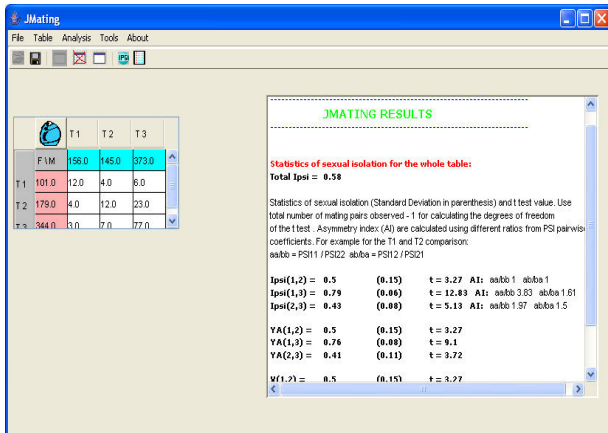 JMating
File Table Analysis Tools About
IPSI
T 1 T 2 T 3
F \ M 156.0 145.0 373.0
T 1 101.0 12.0 4.0 6.0
T 2 179.0 4.0 12.0 23.0
T 3 344.0 3.0 7.0 77.0
JMATING RESULTS
Statistics of sexual isolation for the whole table:
Total Ipsi = 0.58
Statistics of sexual isolation (Standard Deviation in parenthesis) and t test value. Use
total number of mating pairs observed - 1 for calculating the degrees of freedom
of the t test . Asymmetry index (AI) are calculated using different ratios from PSI pairwis
coefficients. For example for the T1 and T2 comparison:
aa/bb = PSI11 / PSI22 ab/ba = PSI12 / PSI21
Ipsi(1,2) = 0.5 (0.15) t = 3.27 AI: aa/bb 1 ab/ba 1
Ipsi(1,3) = 0.79 (0.06) t = 12.83 AI: aa/bb 3.83 ab/ba 1.61
Ipsi(2,3) = 0.43 (0.08) t = 5.13 AI: aa/bb 1.97 ab/ba 1.5
YA(1,2) = 0.5 (0.15) t = 3.27
YA(1,3) = 0.76 (0.08) t = 9.1
YA(2,3) = 0.41 (0.11) t = 3.72
Y(1,2) = 0.5 (0.15) t = 3.27